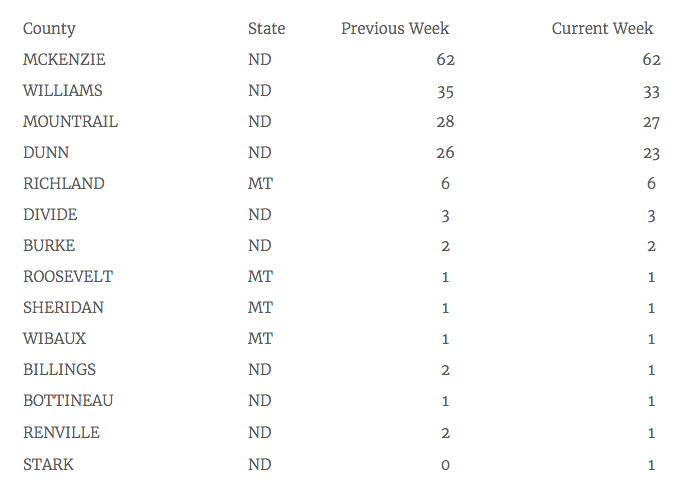 County State Previous Week Current Week
MCKENZIE ND 62 62
WILLIAMS ND 35 33
MOUNTRAIL ND 28 27
DUNN ND 26 23
RICHLAND MT 6 6
DIVIDE ND 3 3
BURKE ND 2 2
ROOSEVELT MT 1 1
SHERIDAN MT 1 1
WIBAUX MT 1 1
BILLINGS ND 2 1
BOTTINEAU ND 1 1
RENVILLE ND 2 1
STARK ND 0 1